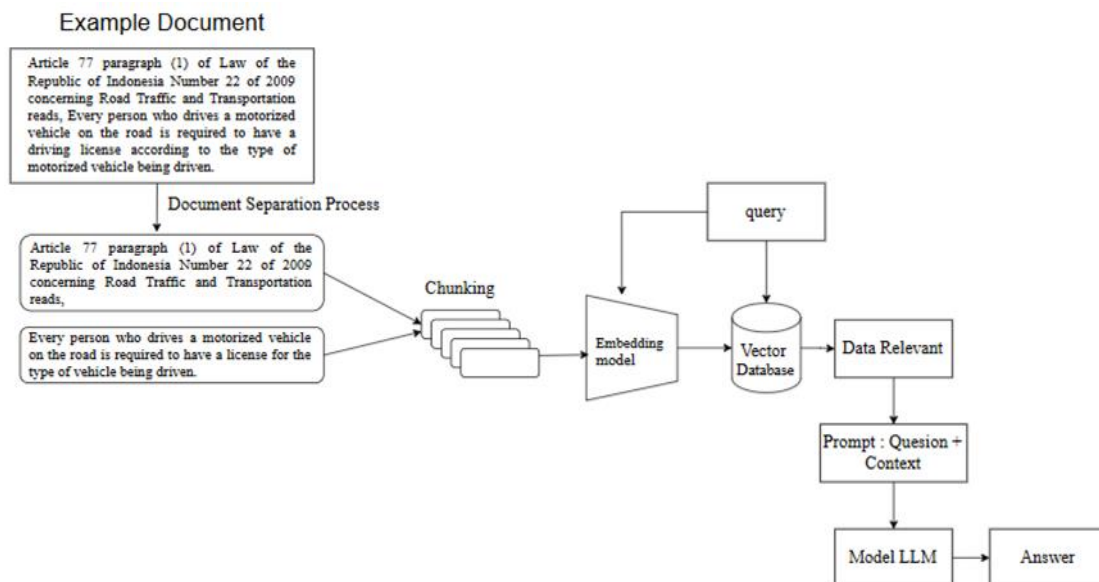 Example Document
Article 77 paragraph (1) of Law of the
Republic of Indonesia Number 22 of 2009
concerning Road Traffic and Transportation
reads, Every person who drives a motorized
vehicle on the road is required to have a
driving license according to the type of
motorized vehicle being driven.
Document Separation Process
Article 77 paragraph (1) of Law of the
Republic of Indonesia Number 22 of 2009
concerning Road Traffic and Transportation
reads,
Every person who drives a motorized vehicle
on the road is required to have a license for the
type of vehicle being driven.
Chunking
query
Embedding
model
Vector
Database
Data Relevant
Prompt : Quesion +
Context
Model LLM
Answer